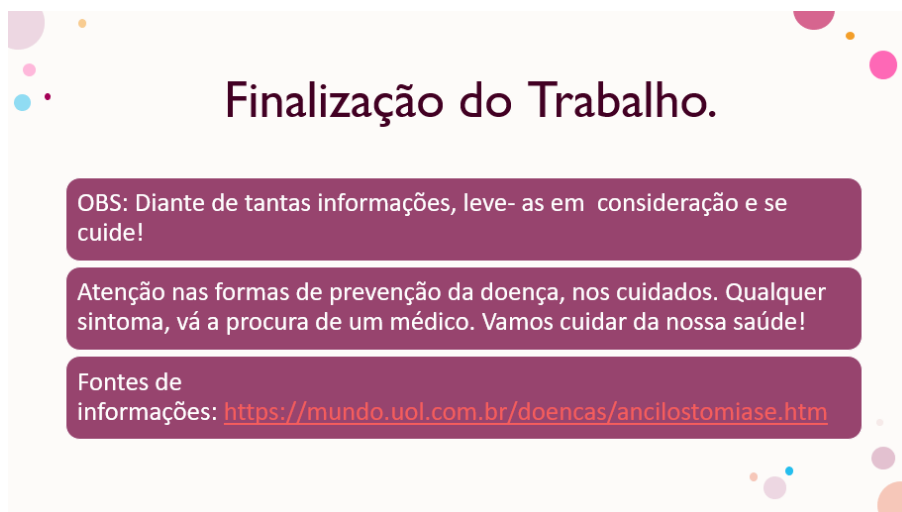 Finalização do Trabalho.
OBS: Diante de tantas informações, leve- as em  consideração e se
cuide!
Atenção nas formas de prevenção da doença, nos cuidados. Qualquer
sintoma, vá a procura de um médico. Vamos cuidar da nossa saúde!
Fontes de
informações: https://mundo.uol.com.br/doencas/ancilostomiase.htm